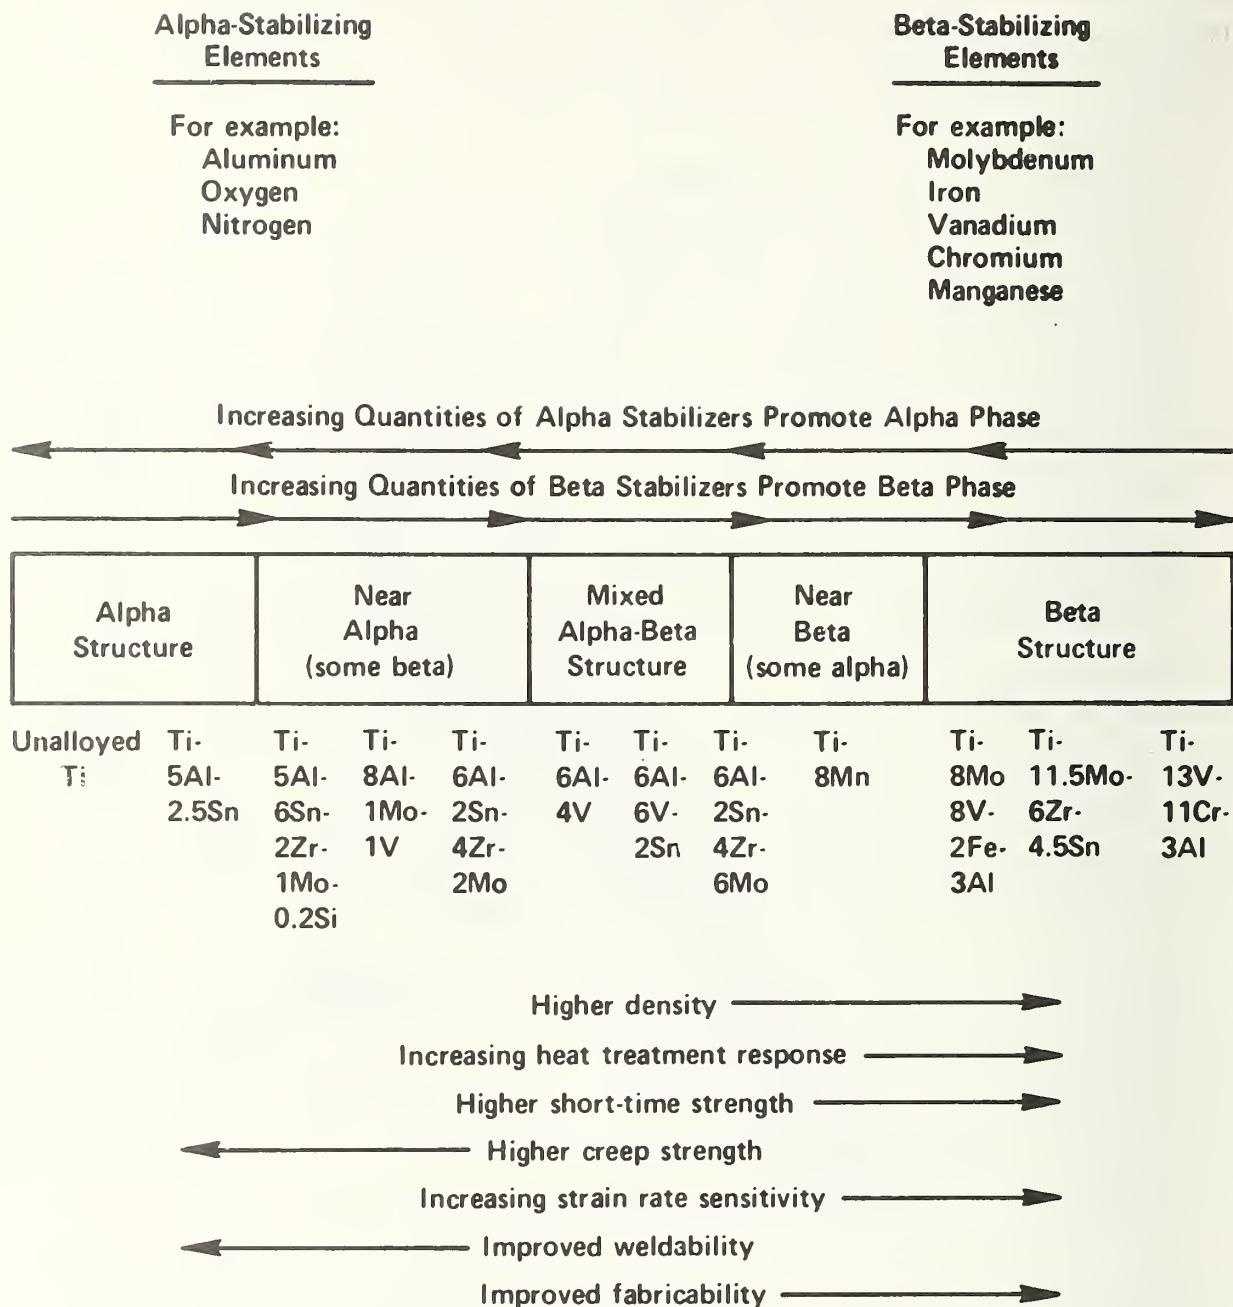 Alpha-Stabilizing
Elements
For example:
Aluminum
Oxygen
Nitrogen
Beta-Stabilizing
Elements
For example:
Molybdenum
Iron
Vanadium
Chromium
Manganese
Increasing Quantities of Alpha Stabilizers Promote Alpha Phase
Increasing Quantities of Beta Stabilizers Promote Beta Phase
Alpha
Structure
Near
Alpha
(some beta)
Mixed
Alpha-Beta
Structure
Near
Beta
(some alpha)
Beta
Structure
Unalloyed
Ti
Ti-
5Al-
2.5Sn
Ti-
5Al-
6Sn-
2Zr-
1Mo-
0.2Si
Ti-
8Al-
1Mo-
1V
Ti-
6Al-
2Sn-
4Zr-
2Mo
Ti-
6Al-
4V
Ti-
6Al-
6V-
2Sn
Ti-
6Al-
2Sn-
4Zr-
6Mo
Ti-
8Mn
Ti-
8Mo
8V-
2Fe-
3Al
Ti-
11.5Mo-
6Zr-
4.5Sn
Ti-
13V-
11Cr-
3Al
Higher density
Increasing heat treatment response
Higher short-time strength
Higher creep strength
Increasing strain rate sensitivity
Improved weldability
Improved fabricability